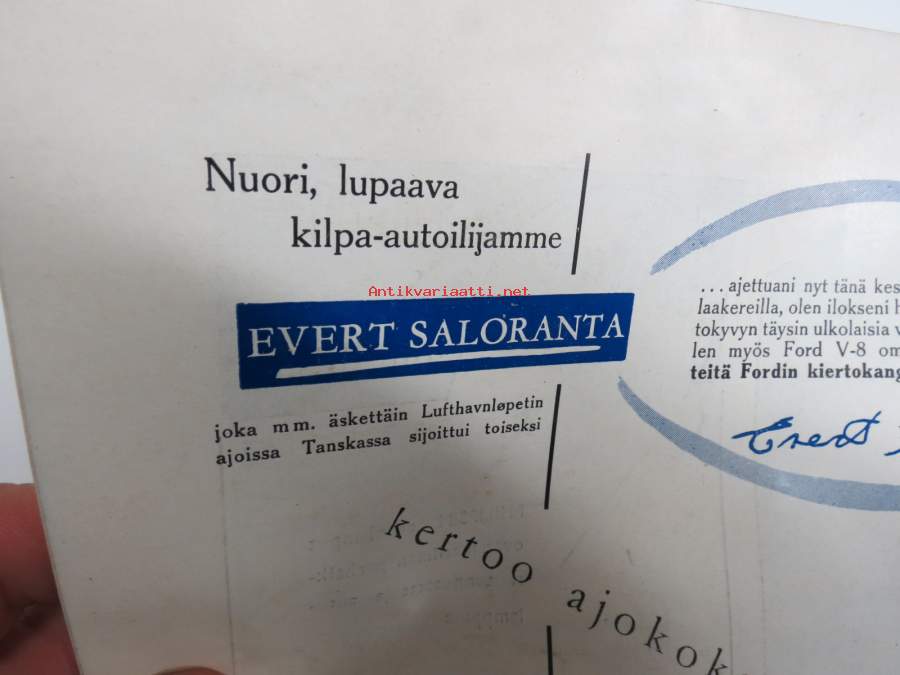 Nuori, lupaava
kilpa-autoilijamme
Antikvariaatti.net
EVERT SALORANTA
joka mm. äskettäin Lufthavnløpetin
ajoissa Tanskassa sijoittui toiseksi
...ajettuani nyt tänä kes
laakereilla, olen ilokseni h
tokyvyn täysin ulkolaisia v
len myös Ford V-8 om
teitä Fordin kiertokang
Evert
kertoo ajokok